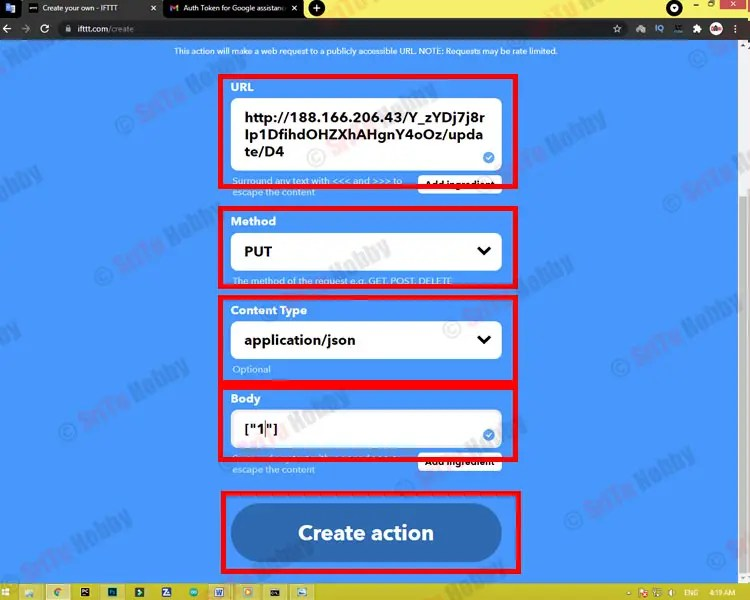 Create your own - IFTTT
Auth Token for Google assistan
ifttt.com/create
This action will make a web request to a publicly accessible URL. NOTE: Requests may be rate limited.
URL
http://188.166.206.43/Y_zYDj7j8r
Ip1DfihdOHZXhAHgnY4oOz/upda
te/D4
Surround any text with <<< and >>> to
escape the content
Add ingredient
Method
PUT
The method of the request e.g. GET, POST, DELETE
Content Type
application/json
Optional
Body
["1"]
escape the content
Add ingredient
Create action
ENG
4:19 AM
© SriTu Hobby